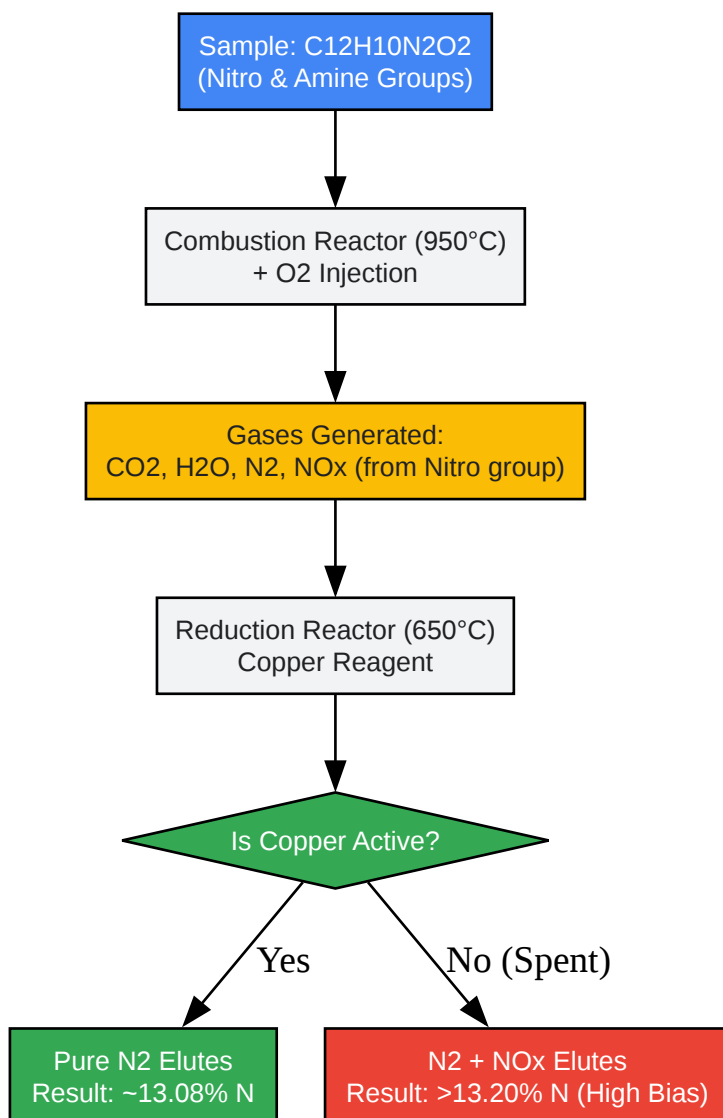 Sample: C12H10N2O2
(Nitro & Amine Groups)
Combustion Reactor (950°C)
+ O2 Injection
Gases Generated:
CO2, H2O, N2, NOx (from Nitro group)
Reduction Reactor (650°C)
Copper Reagent
Is Copper Active?
Yes
No (Spent)
Pure N2 Elutes
Result: ~13.08% N
N2 + NOx Elutes
Result: >13.20% N (High Bias)